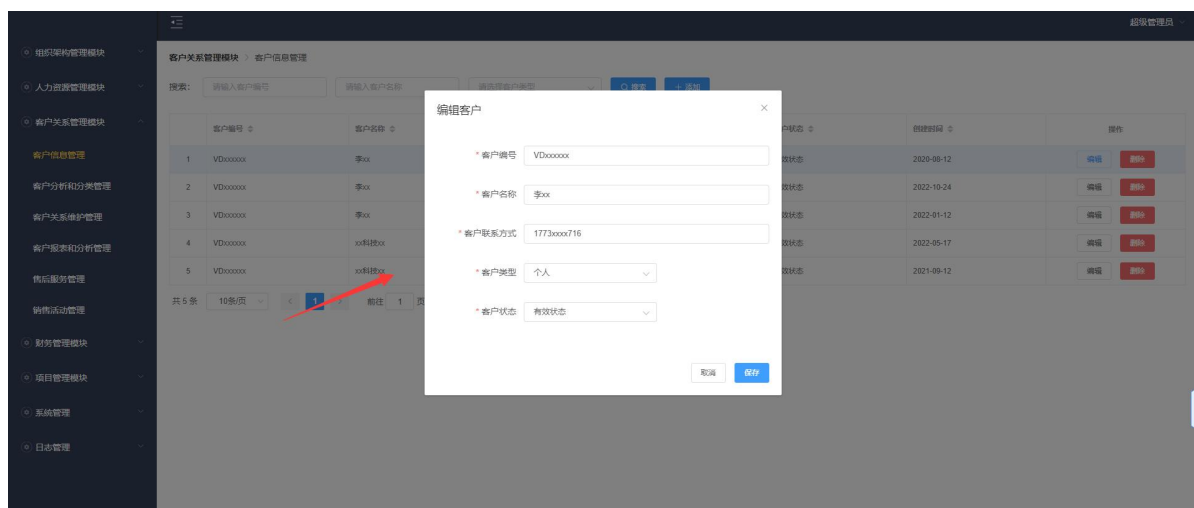 超级管理员
组织架构管理模块
人力资源管理模块
客户关系管理模块
客户信息管理
客户分析和分类管理
客户关系维护管理
客户报表和分析管理
售后服务管理
销售活动管理
财务管理模块
项目管理模块
系统管理
日志管理
客户关系管理模块 客户信息管理
搜索: 请输入客户编号 请输入客户名称 请选择客户类型 搜索 + 添加
客户编号 客户名称 户状态 创建时间 操作
1 VDxxxxxx 李xx 效状态 2020-08-12 编辑 删除
2 VDxxxxxx 李xx 效状态 2022-10-24 编辑 删除
3 VDxxxxxx 李xx 效状态 2022-01-12 编辑 删除
4 VDxxxxxx xx科技xx 效状态 2022-05-17 编辑 删除
5 VDxxxxxx xx科技xx 效状态 2021-09-12 编辑 删除
共 5 条 10条/页 < 1 > 前往 1 页
编辑客户 ×
* 客户编号 VDxxxxxx
* 客户名称 李xx
* 客户联系方式 1773xxxx716
* 客户类型 个人
* 客户状态 有效状态
取消 保存